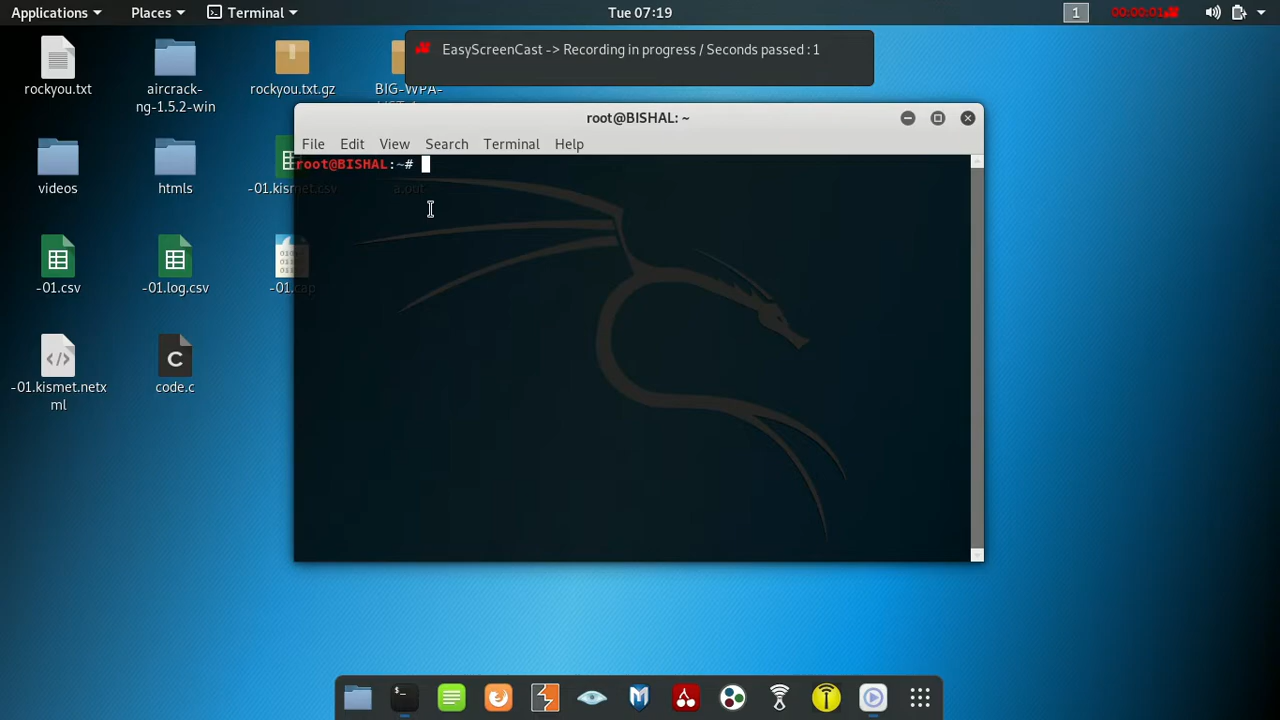 Applications Places Terminal Tue 07:19 1 00:00:01
EasyScreenCast -> Recording in progress / Seconds passed : 1
rockyou.txt
aircrack-
ng-1.5.2-win
rockyou.txt.gz
BIG-WPA-
root@BISHAL: ~
File Edit View Search Terminal Help
root@BISHAL:~#
videos
htmls
-01.kismet.csv
a.out
-01.csv
-01.log.csv
-01.cap
-01.kismet.netx
ml
C
code.c
$_